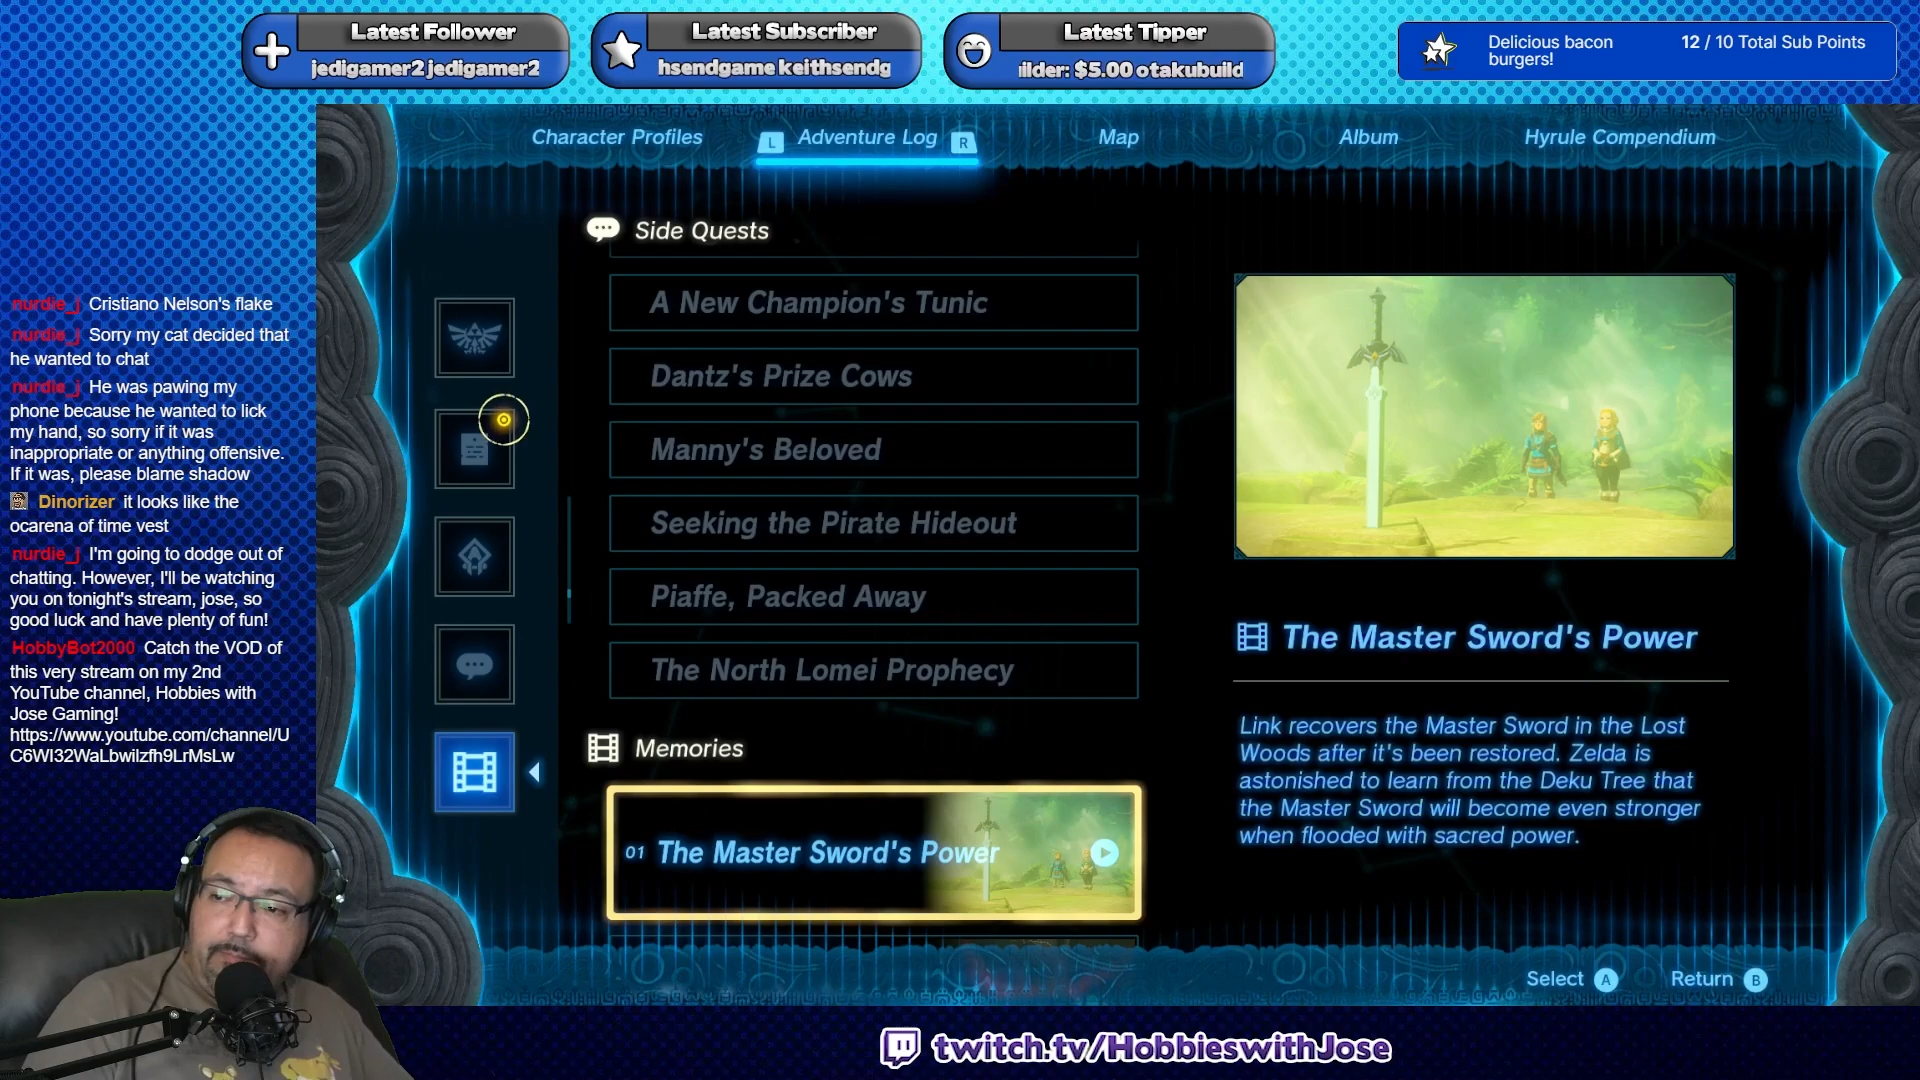 Latest Follower
jedigamer2 jedigamer2
Latest Subscriber
hsendgame keithsendg
Latest Tipper
ilder: $5.00 otakubuild
Delicious bacon
burgers!
12 / 10 Total Sub Points
Character Profiles
L
Adventure Log
R
Map
Album
Hyrule Compendium
Side Quests
A New Champion's Tunic
Dantz's Prize Cows
Manny's Beloved
Seeking the Pirate Hideout
Piaffe, Packed Away
The North Lomei Prophecy
Memories
01 The Master Sword's Power
The Master Sword's Power
Link recovers the Master Sword in the Lost
Woods after it's been restored. Zelda is
astonished to learn from the Deku Tree that
the Master Sword will become even stronger
when flooded with sacred power.
Select A
Return B
nurdie_j Cristiano Nelson's flake
nurdie_j Sorry my cat decided that
he wanted to chat
nurdie_j He was pawing my
phone because he wanted to lick
my hand, so sorry if it was
inappropriate or anything offensive.
If it was, please blame shadow
Dinorizer it looks like the
ocarena of time vest
nurdie_j I'm going to dodge out of
chatting. However, I'll be watching
you on tonight's stream, jose, so
good luck and have plenty of fun!
HobbyBot2000 Catch the VOD of
this very stream on my 2nd
YouTube channel, Hobbies with
Jose Gaming!
https://www.youtube.com/channel/U
C6WI32WaLbwilzfh9LrMsLw
twitch.tv/HobbieswithJose